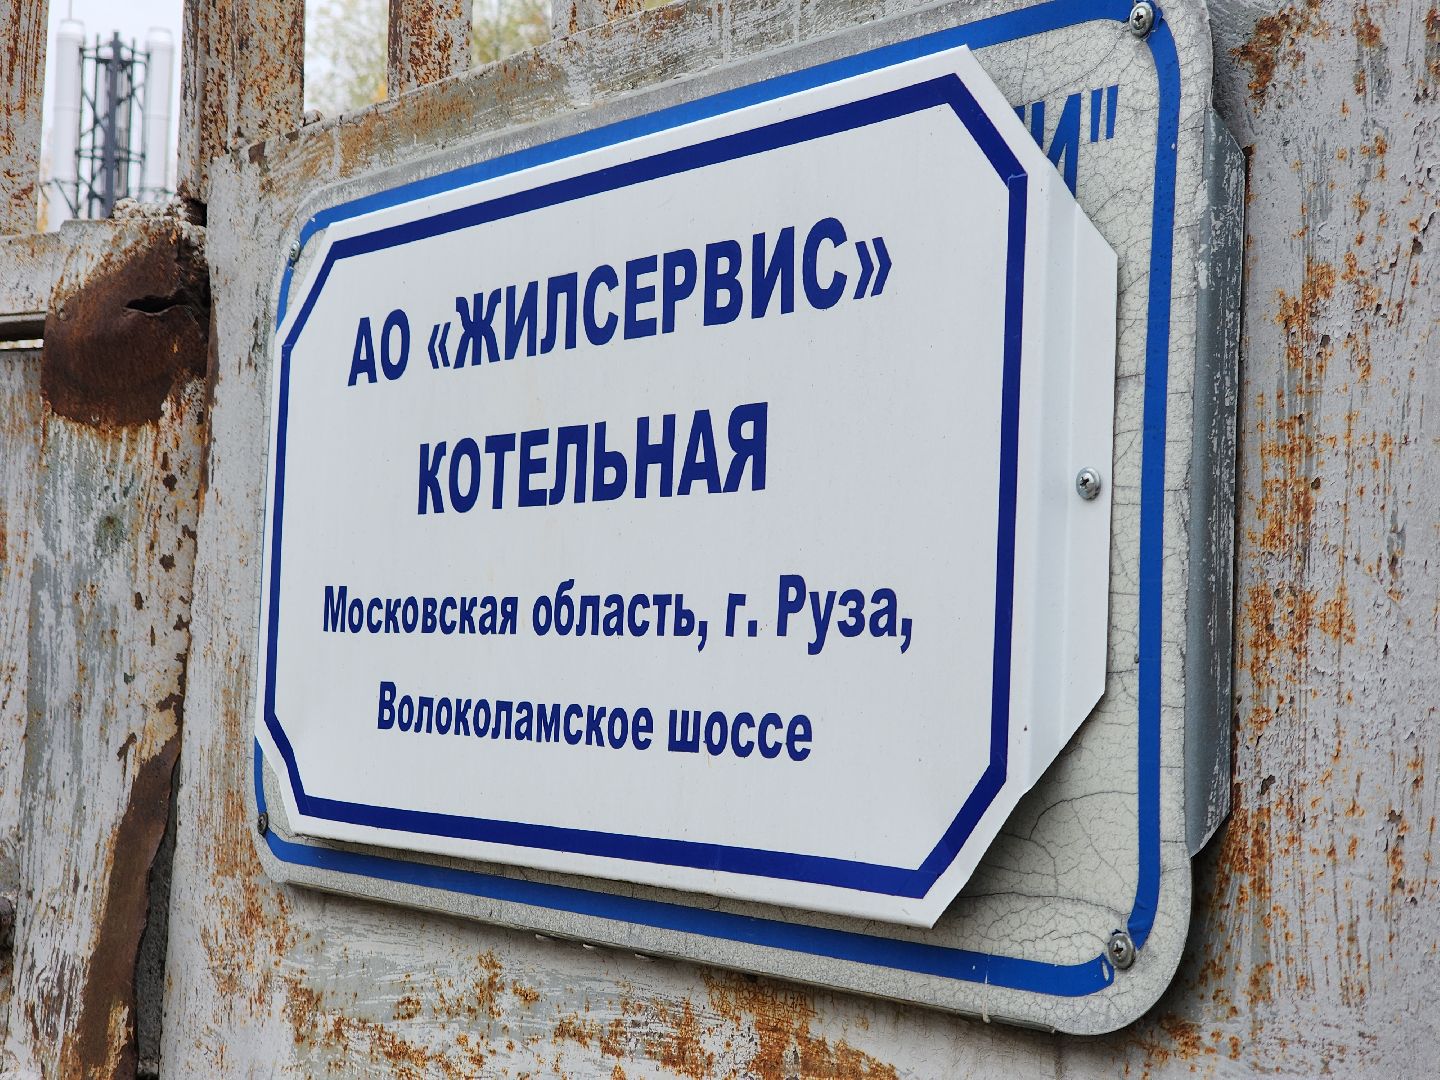 АО «ЖИЛСЕРВИС»
КОТЕЛЬНАЯ
Московская область, г. Руза,
Волоколамское шоссе